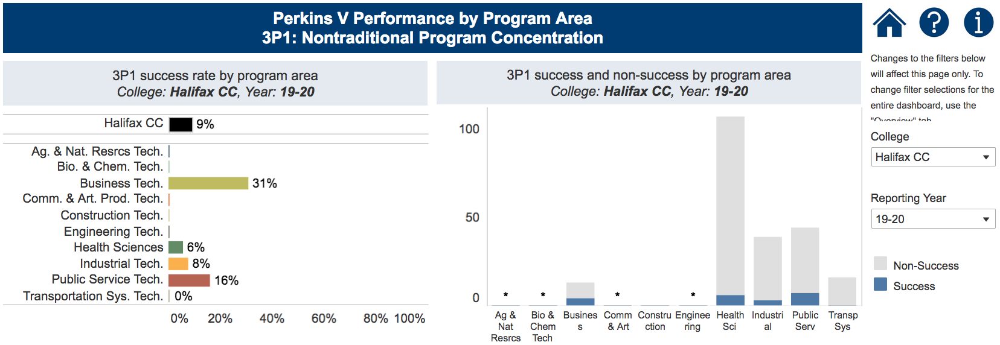 Perkins V Performance by Program Area
3P1: Nontraditional Program Concentration
Changes to the filters below
will affect this page only. To
change filter selections for the
entire dashboard, use the
"Overview" tab
3P1 success rate by program area
College: Halifax CC, Year: 19-20
Halifax CC 9%
Ag. & Nat. Resrcs Tech.
Bio. & Chem. Tech.
Business Tech. 31%
Comm. & Art. Prod. Tech.
Construction Tech.
Engineering Tech.
Health Sciences 6%
Industrial Tech. 8%
Public Service Tech. 16%
Transportation Sys. Tech. 0%
0% 20% 40% 60% 80% 100%
3P1 success and non-success by program area
College: Halifax CC, Year: 19-20
100
50
0
* * * *
Ag & Nat Resrcs
Bio & Chem Tech
Busines s
Comm & Art
Constru ction
Enginee ring
Health Sci
Industri al
Public Serv
Transp Sys
College
Halifax CC
Reporting Year
19-20
Non-Success
Success